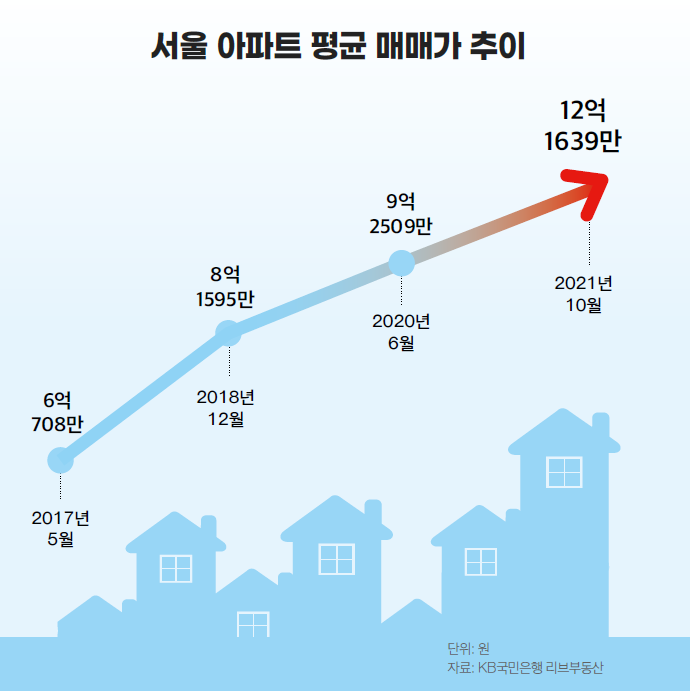 서울 아파트 평균 매매가 추이
12억
1639만
9억
2509만
8억
1595만
6억
708만
2021년
10월
2020년
6월
2018년
12월
2017년
5월
단위: 원
자료: KB국민은행 리브부동산